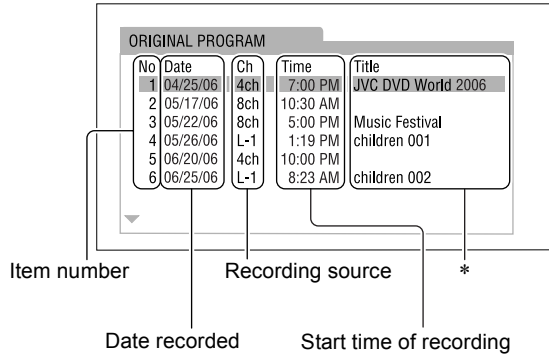 ORIGINAL PROGRAM
No Date Ch Time Title
1 04/25/06 4ch 7:00 PM JVC DVD World 2006
2 05/17/06 8ch 10:30 AM
3 05/22/06 8ch 5:00 PM Music Festival
4 05/26/06 L-1 1:19 PM children 001
5 06/20/06 4ch 10:00 PM
6 06/25/06 L-1 8:23 AM children 002
Item number Recording source *
Date recorded Start time of recording